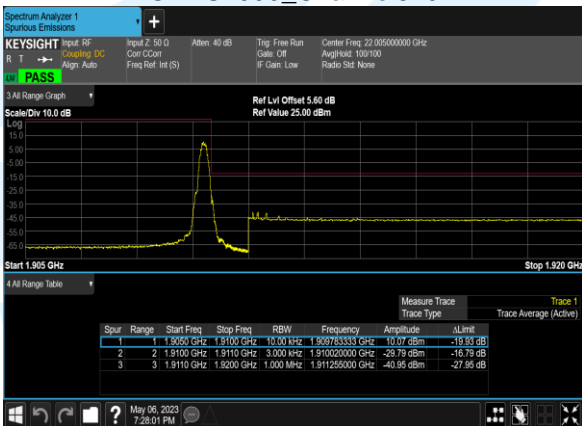 Spectrum Analyzer 1
Spurious Emissions
+
KEYSIGHT Input: RF Input Z: 50 Ω Atten: 40 dB Trig: Free Run Center Freq: 22.005000000 GHz
R T Coupling: DC Corr CCorr Gate: Off Avg|Hold: 100/100
Align: Auto Freq Ref: Int (S) IF Gain: Low Radio Std: None
LW PASS
3 All Range Graph
Ref Lvl Offset 5.60 dB
Scale/Div 10.0 dB Ref Value 25.00 dBm
Log
15.0
5.00
-5.00
-15.0
-25.0
-35.0
-45.0
-55.0
-65.0
Start 1.905 GHz Stop 1.920 GHz
4 All Range Table
Measure Trace Trace 1
Trace Type Trace Average (Active)
Spur Range Start Freq Stop Freq RBW Frequency Amplitude ΔLimit
1 1 1.9050 GHz 1.9100 GHz 10.00 kHz 1.909783333 GHz 10.07 dBm -19.93 dB
2 2 1.9100 GHz 1.9110 GHz 3.000 kHz 1.910020000 GHz -29.79 dBm -16.79 dB
3 3 1.9110 GHz 1.9200 GHz 1.000 MHz 1.911255000 GHz -40.95 dBm -27.95 dB
? May 06, 2023
7:28:01 PM